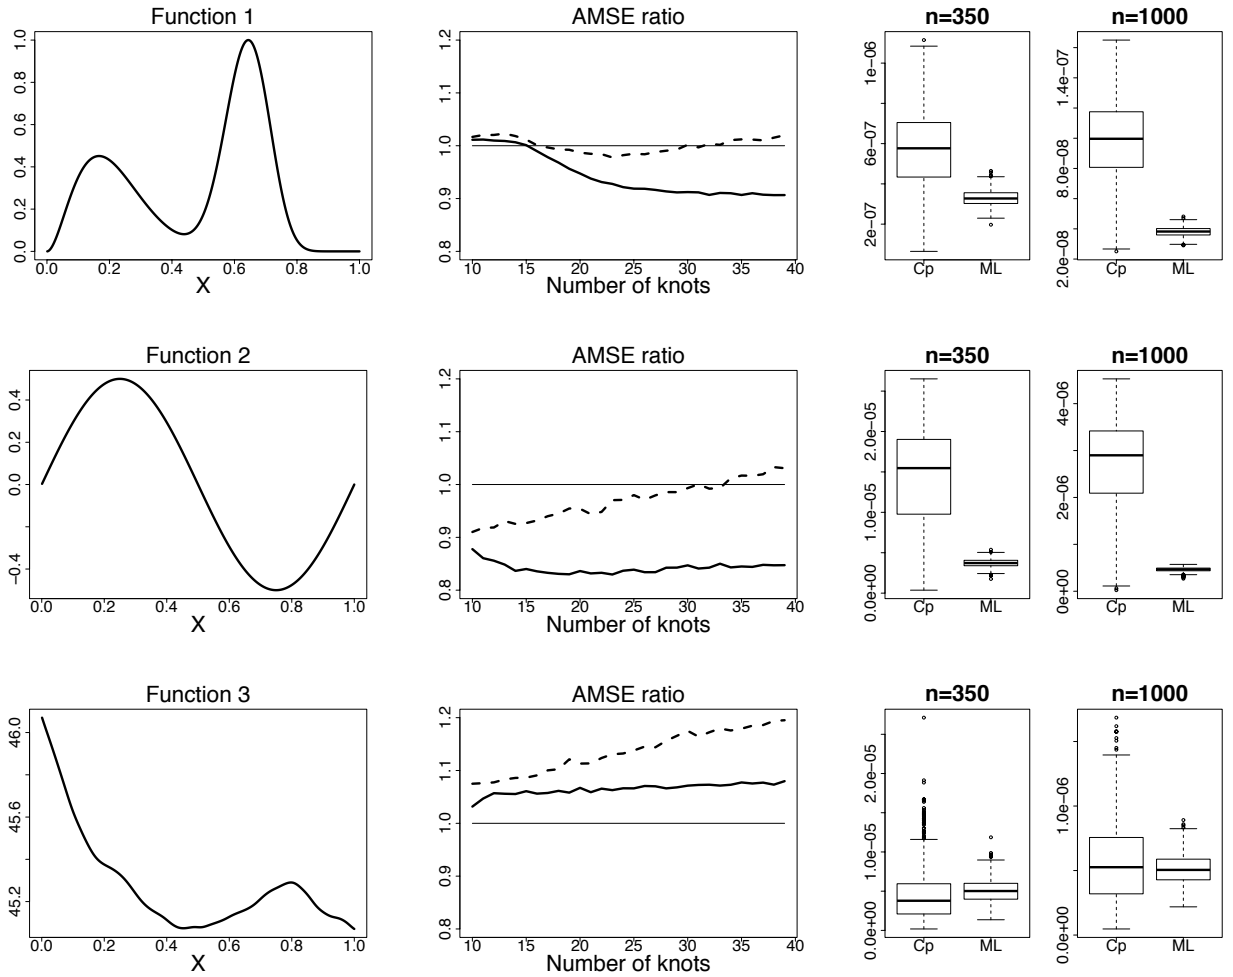 Function 1
AMSE ratio
n=350
n=1000
0.0 0.2 0.4 0.6 0.8 1.0
0.0 0.2 0.4 0.6 0.8 1.0
X
0.8 0.9 1.0 1.1 1.2
10 15 20 25 30 35 40
Number of knots
2e−07 6e−07 1e−06
Cp ML
2.0e−08 8.0e−08 1.4e−07
Cp ML
Function 2
AMSE ratio
n=350
n=1000
−0.4 0.0 0.2 0.4
0.0 0.2 0.4 0.6 0.8 1.0
X
0.8 0.9 1.0 1.1 1.2
10 15 20 25 30 35 40
Number of knots
0.0e+00 1.0e−05 2.0e−05
Cp ML
0e+00 2e−06 4e−06
Cp ML
Function 3
AMSE ratio
n=350
n=1000
45.2 45.6 46.0
0.0 0.2 0.4 0.6 0.8 1.0
X
0.8 0.9 1.0 1.1 1.2
10 15 20 25 30 35 40
Number of knots
0.0e+00 1.0e−05 2.0e−05
Cp ML
0.0e+00 1.0e−06
Cp ML